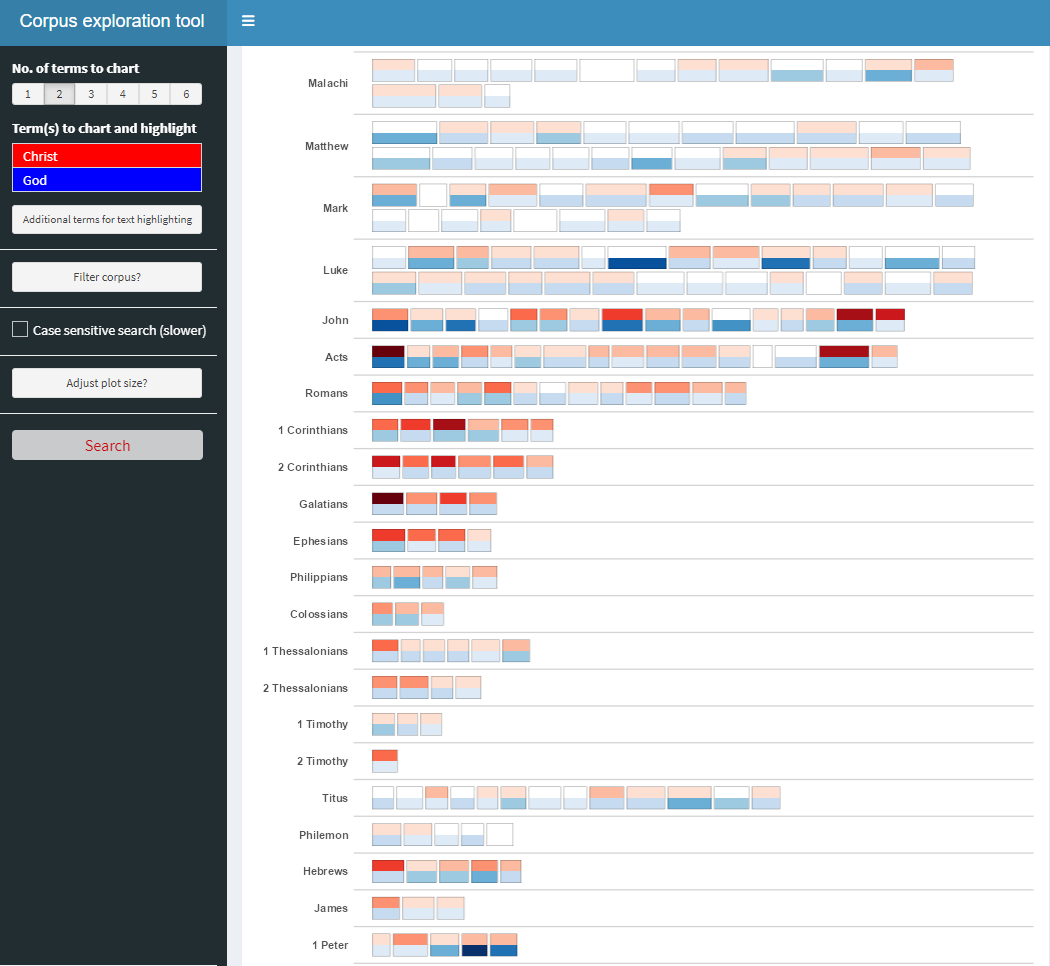 Corpus exploration tool
No. of terms to chart
1 2 3 4 5 6
Term(s) to chart and highlight
Christ
God
Additional terms for text highlighting
Filter corpus?
Case sensitive search (slower)
Adjust plot size?
Search
Malachi
Matthew
Mark
Luke
John
Acts
Romans
1 Corinthians
2 Corinthians
Galatians
Ephesians
Philippians
Colossians
1 Thessalonians
2 Thessalonians
1 Timothy
2 Timothy
Titus
Philemon
Hebrews
James
1 Peter